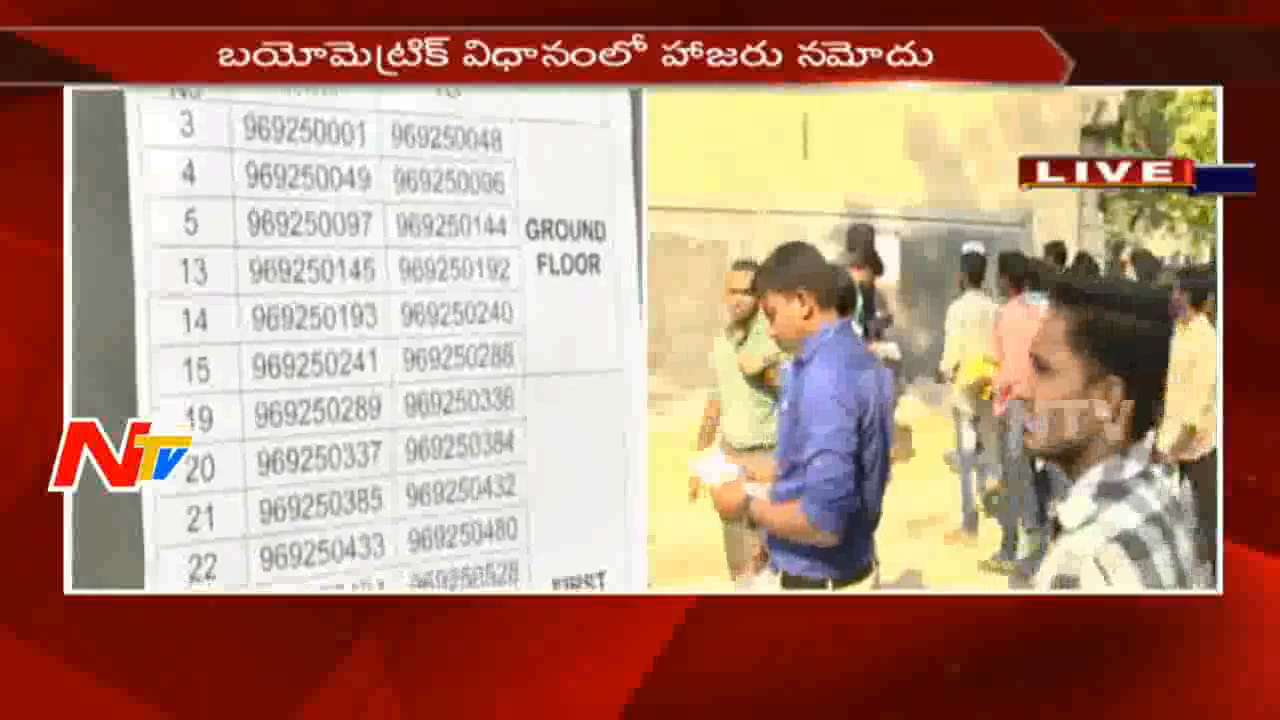 బయోమెట్రిక్ విధానంలో హాజరు నమోదు
LIVE
3 969250001 969250048
4 969250049 969250096
5 969250097 969250144
GROUND FLOOR
13 969250145 969250192
14 969250193 969250240
15 969250241 969250288
19 969250289 969250336
20 969250337 969250384
21 969250385 969250432
22 969250433 969250480
969250528
FIRST
NTV
NTV